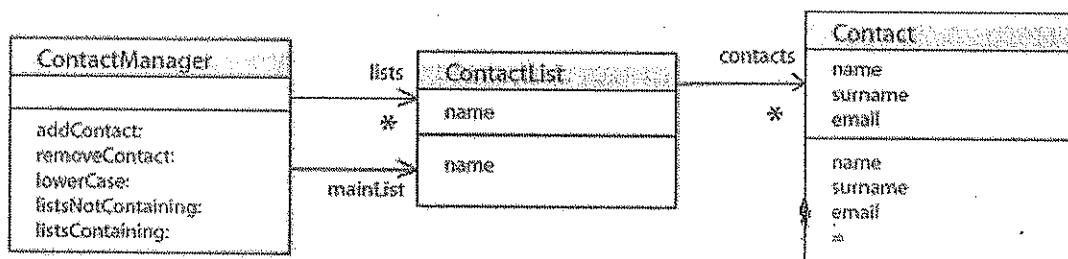 ContactManager
addContact:
removeContact:
lowerCase:
listsNotContaining:
listsContaining:
lists
*
mainList
ContactList
name
name
contacts
*
Contact
name
surname
email
name
surname
email
=